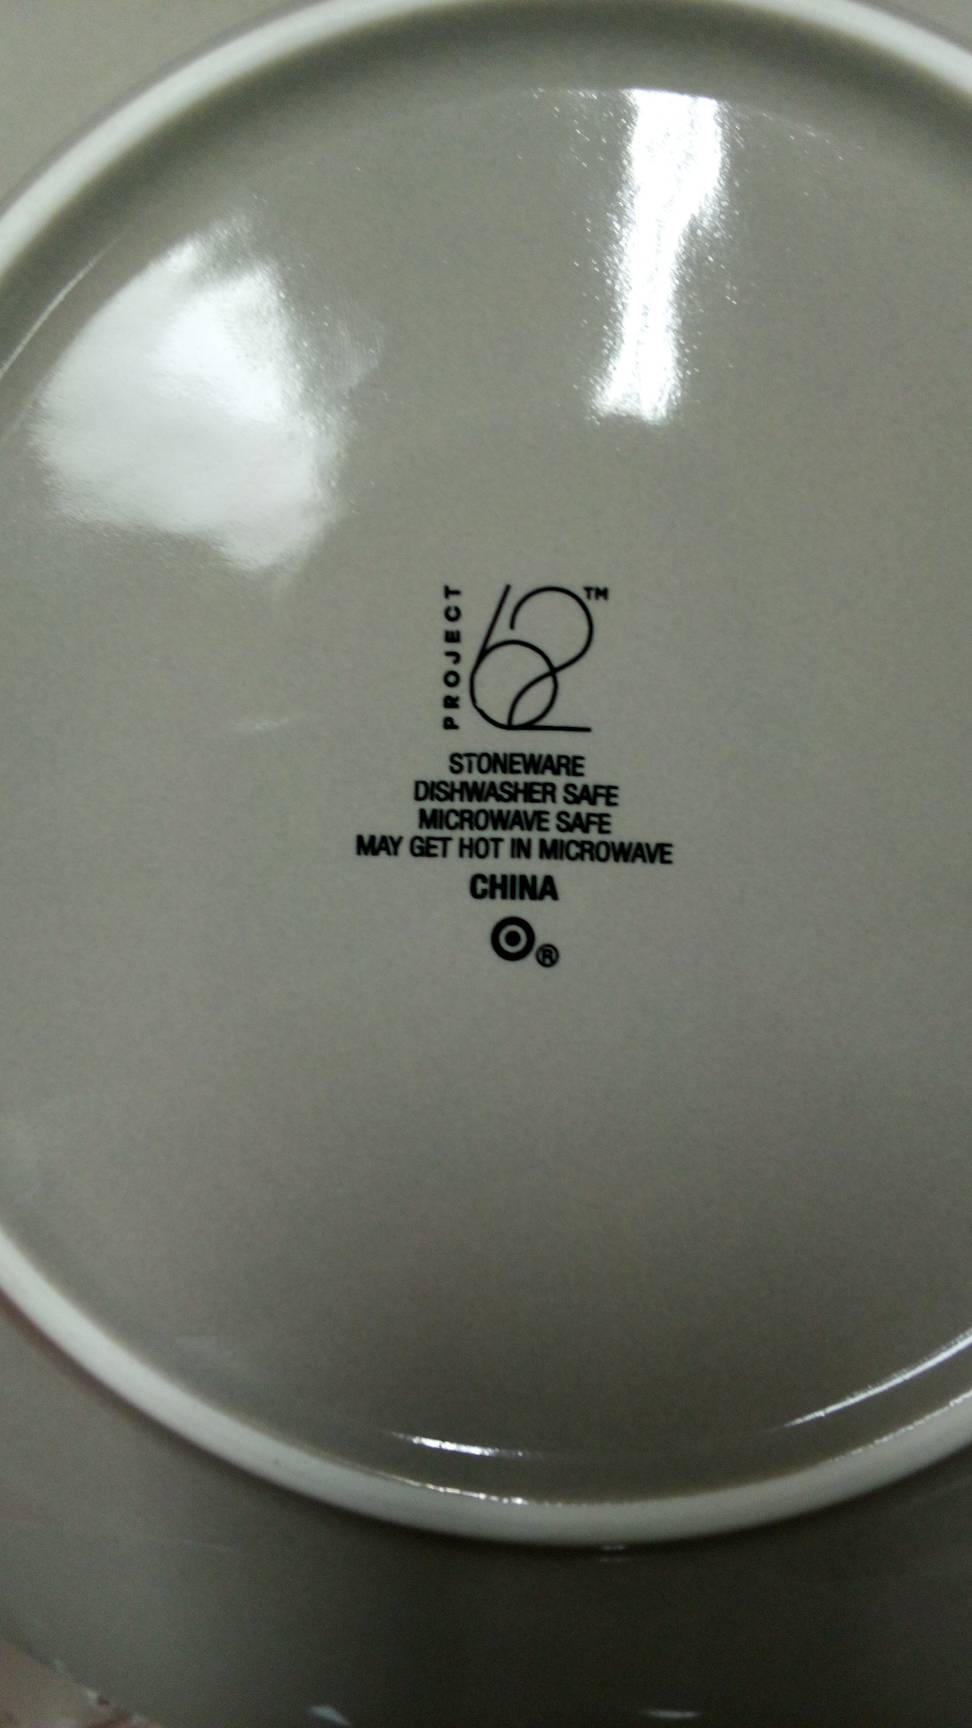 PROJECT 62™
STONEWARE
DISHWASHER SAFE
MICROWAVE SAFE
MAY GET HOT IN MICROWAVE
CHINA
®